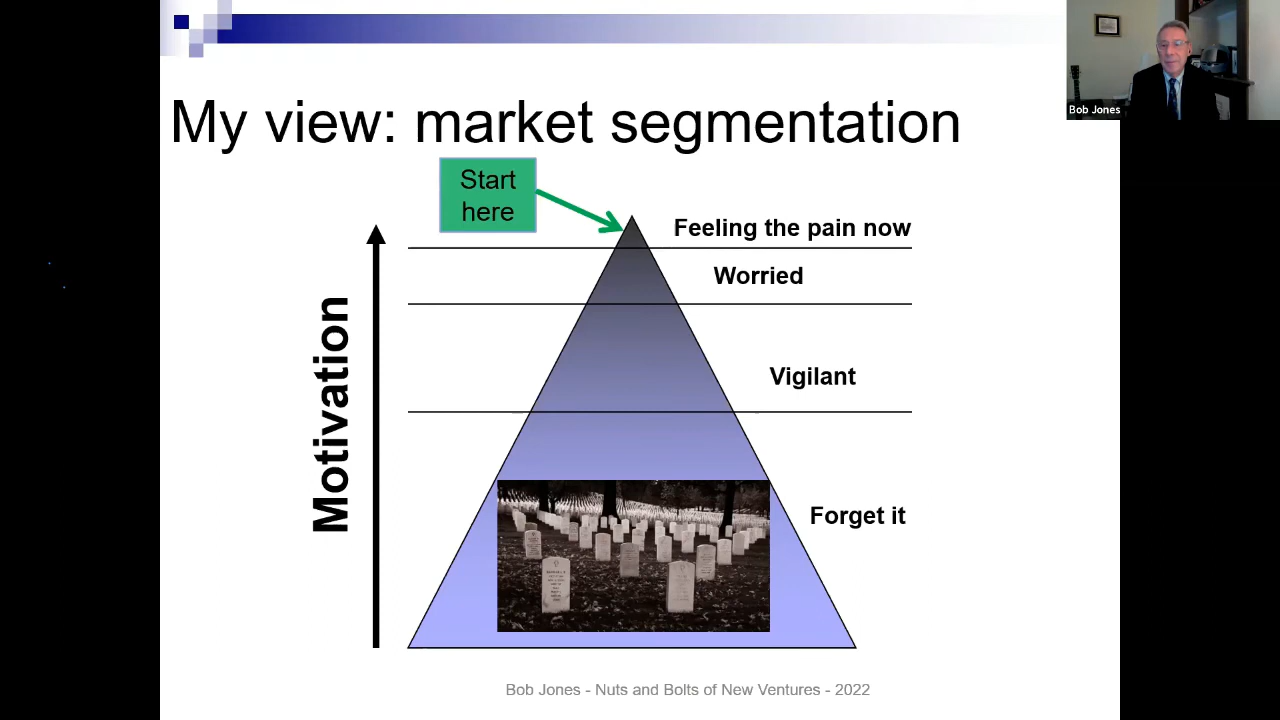 My view: market segmentation
Start
here
Feeling the pain now
Worried
Vigilant
Forget it
Motivation
Bob Jones - Nuts and Bolts of New Ventures - 2022
Bob Jones